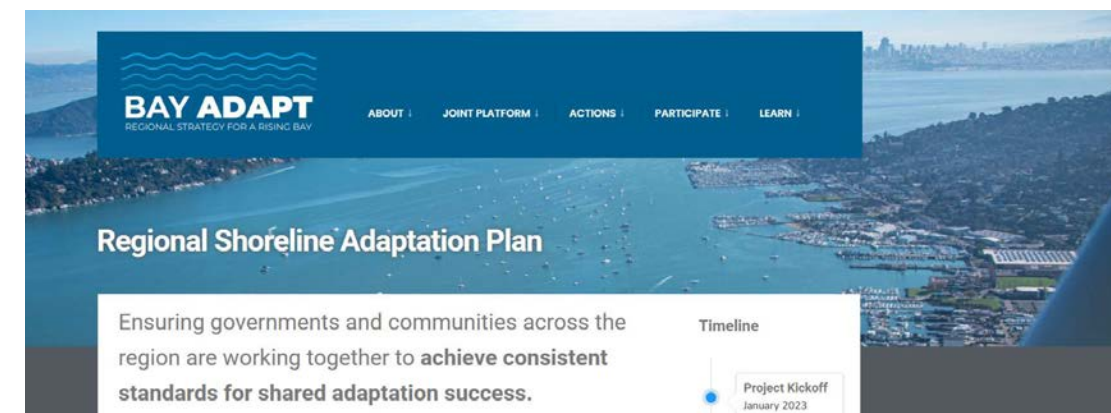 BAY ADAPT
REGIONAL STRATEGY FOR A RISING BAY
ABOUT ↓ JOINT PLATFORM ↓ ACTIONS ↓ PARTICIPATE ↓ LEARN ↓
Regional Shoreline Adaptation Plan
Ensuring governments and communities across the
region are working together to achieve consistent
standards for shared adaptation success.
Timeline
Project Kickoff
January 2023